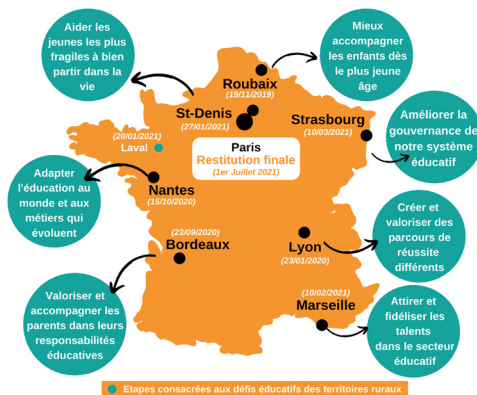 Aider les
jeunes les plus
fragiles à bien
partir dans la
vie
Mieux
accompagner
les enfants dès
le plus jeune
âge
Roubaix
(19/11/2019)
St-Denis
(27/01/2021)
Strasbourg
(10/03/2021)
Améliorer la
gouvernance de
notre système
éducatif
(20/01/2021)
Laval
Paris
Restitution finale
(1er Juillet 2021)
Adapter
l'éducation au
monde et aux
métiers qui
évoluent
Nantes
(15/10/2020)
Créer et
valoriser des
parcours de
réussite
différents
(23/09/2020)
Bordeaux
Lyon
(23/01/2020)
Valoriser et
accompagner les
parents dans leurs
responsabilités
éducatives
(10/02/2021)
Marseille
Attirer et
fidéliser les
talents
dans le secteur
éducatif
Etapes consacrées aux défis éducatifs des territoires ruraux